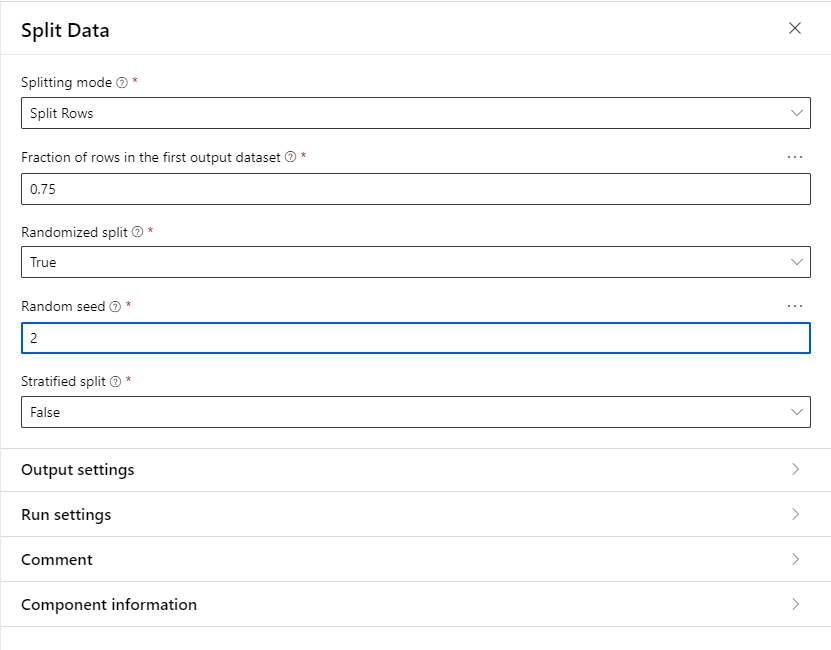 Split Data
Splitting mode *
Split Rows
Fraction of rows in the first output dataset *
0.75
Randomized split *
True
Random seed *
2
Stratified split *
False
Output settings
Run settings
Comment
Component information